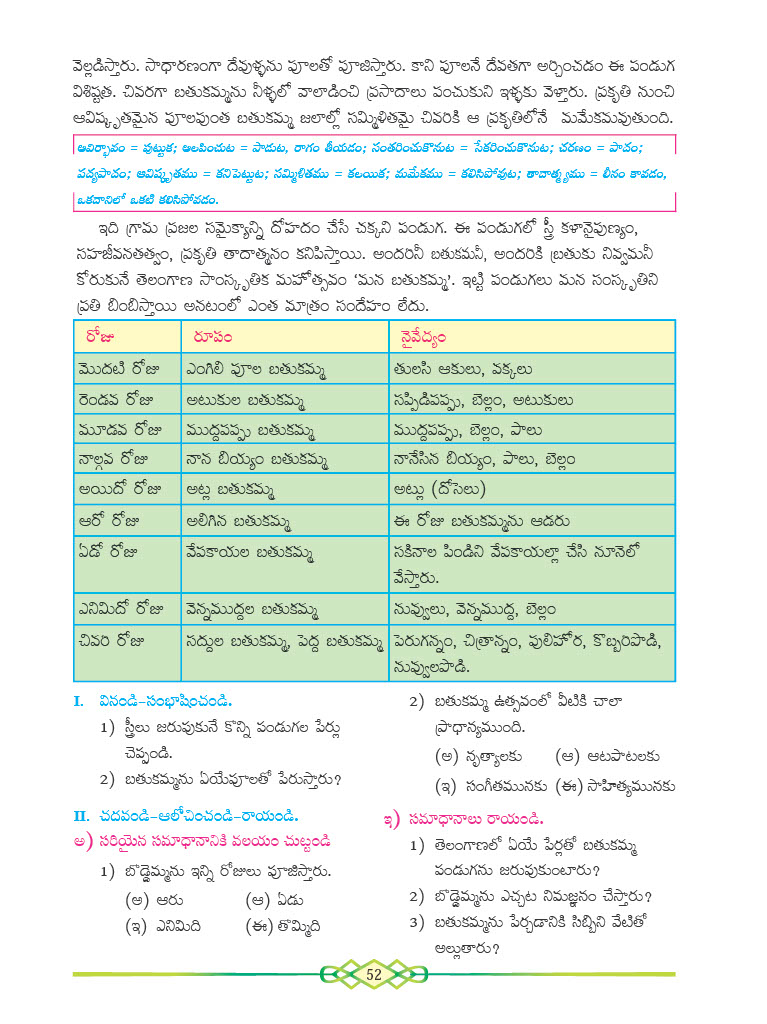 వెల్లడిస్తారు. సాధారణంగా దేవుళ్ళను పూలతో పూజిస్తారు. కాని పూలనే దేవతగా అర్చించడం ఈ పండుగ
విశిష్టత. చివరగా బతుకమ్మను నీళ్ళలో వాలాడించి ప్రసాదాలు పంచుకుని ఇళ్లకు వెళ్తారు. ప్రకృతి నుంచి
ఆవిష్కృతమైన పూలపుంత బతుకమ్మ జలాల్లో సమ్మిళితమై చివరికి ఆ ప్రకృతిలోనే మమేకమవుతుంది.
ఆవిర్భావం = పుట్టుక; ఆలపించుట = పాడుట, రాగం తీయడం; సంతరించుకొనుట = సేకరించుకొనుట; చరణం = పాదం;
పద్యపాదం; ఆవిష్కృతము = కనిపెట్టుట; సమ్మిళితము = కలయిక; మమేకము = కలిసిపోవుట; తాదాత్మ్యము = లీనం కావడం,
ఒకదానిలో ఒకటి కలిసిపోవడం.
ఇది గ్రామ ప్రజల సమైక్యాన్ని దోహదం చేసే చక్కని పండుగ. ఈ పండుగలో స్త్రీ కళానైపుణ్యం,
సహజీవనతత్వం, ప్రకృతి తాదాత్మనం కనిపిస్తాయి. అందరినీ బతుకమనీ, అందరికి బ్రతుకు నివ్వమనీ
కోరుకునే తెలంగాణ సాంస్కృతిక మహోత్సవం ‘మన బతుకమ్మ’. ఇట్టి పండుగలు మన సంస్కృతిని
ప్రతి బింబిస్తాయి అనటంలో ఎంత మాత్రం సందేహం లేదు.
రోజు రూపం నైవేద్యం
మొదటి రోజు ఎంగిలి పూల బతుకమ్మ తులసి ఆకులు, వక్కలు
రెండవ రోజు అటుకుల బతుకమ్మ సప్పిడిపప్పు, బెల్లం, అటుకులు
మూడవ రోజు ముద్దపప్పు బతుకమ్మ ముద్దపప్పు, బెల్లం, పాలు
నాల్గవ రోజు నాన బియ్యం బతుకమ్మ నానేసిన బియ్యం, పాలు, బెల్లం
అయిదో రోజు అట్ల బతుకమ్మ అట్లు (దోసెలు)
ఆరో రోజు అలిగిన బతుకమ్మ ఈ రోజు బతుకమ్మను ఆడరు
ఏడో రోజు వేపకాయల బతుకమ్మ సకినాల పిండిని వేపకాయల్లా చేసి నూనెలో
వేస్తారు.
ఎనిమిదో రోజు వెన్నముద్దల బతుకమ్మ నువ్వులు, వెన్నముద్ద, బెల్లం
చివరి రోజు సద్దుల బతుకమ్మ, పెద్ద బతుకమ్మ పెరుగన్నం, చిత్రాన్నం, పులిహోర, కొబ్బరిపొడి,
నువ్వులపొడి.
I. వినండి-సంభాషించండి.
1) స్త్రీలు జరుపుకునే కొన్ని పండుగల పేర్లు
చెప్పండి.
2) బతుకమ్మను ఏయేపూలతో పేరుస్తారు?
II. చదవండి-ఆలోచించండి-రాయండి.
అ) సరియైన సమాధానానికి వలయం చుట్టండి
1) బొడ్డెమ్మను ఇన్ని రోజులు పూజిస్తారు.
(అ) ఆరు (ఆ) ఏడు
(ఇ) ఎనిమిది (ఈ) తొమ్మిది
2) బతుకమ్మ ఉత్సవంలో వీటికి చాలా
ప్రాధాన్యముంది.
(అ) నృత్యాలకు (ఆ) ఆటపాటలకు
(ఇ) సంగీతమునకు (ఈ) సాహిత్యమునకు
ఇ) సమాధానాలు రాయండి.
1) తెలంగాణలో ఏయే పేర్లతో బతుకమ్మ
పండుగను జరుపుకుంటారు?
2) బొడ్డెమ్మను ఎచ్చట నిమజ్జనం చేస్తారు?
3) బతుకమ్మను పేర్చడానికి సిబ్బిని వేటితో
అల్లుతారు?
52